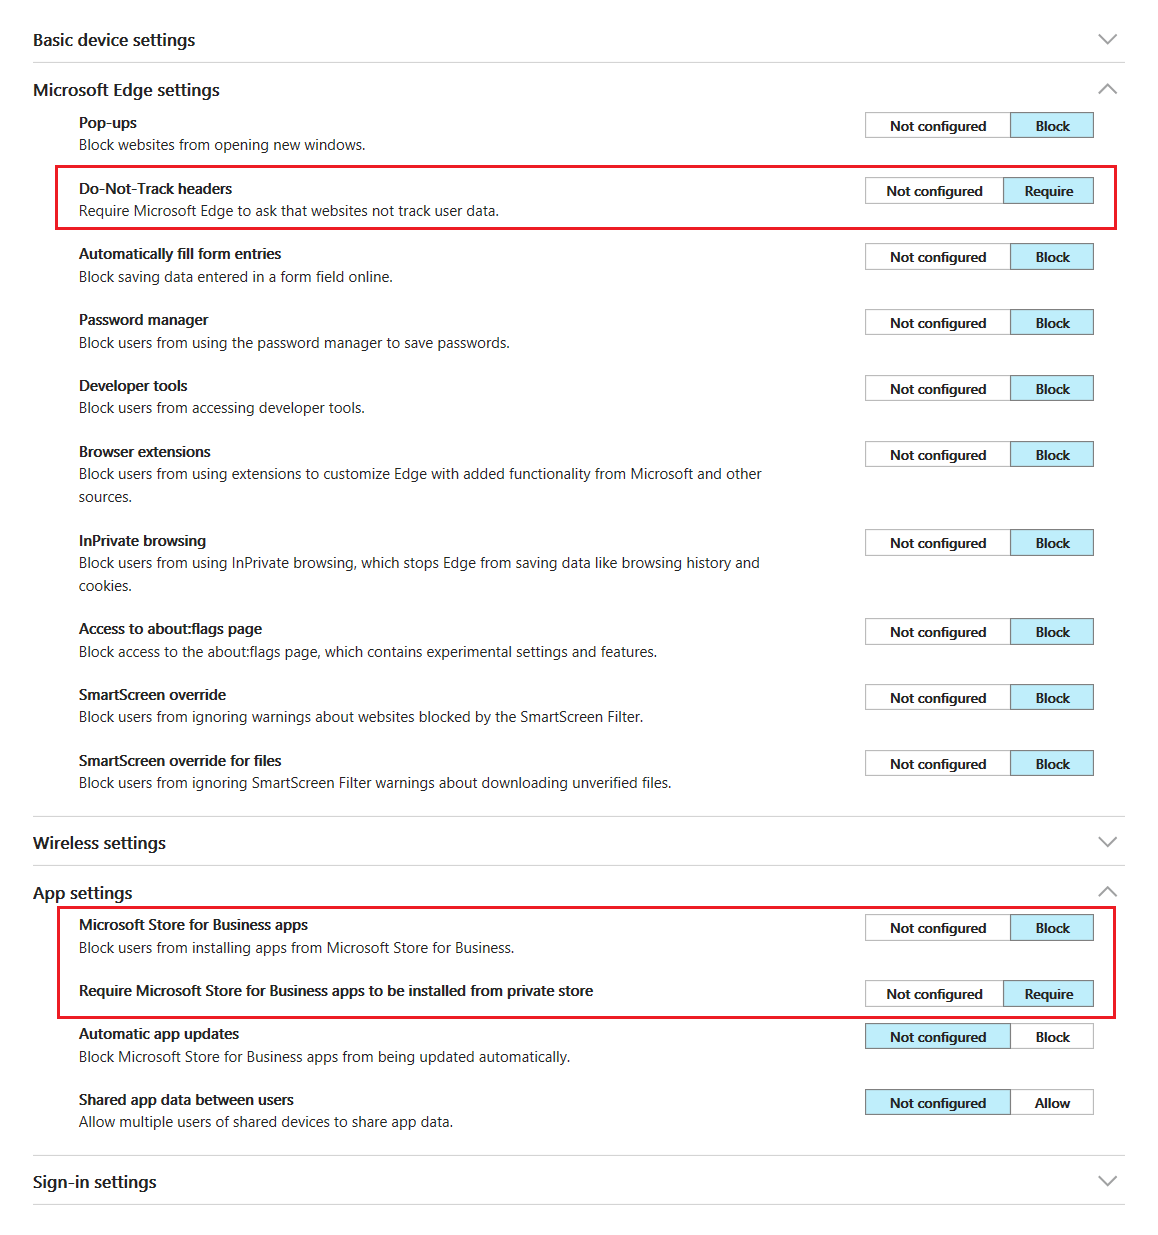 Basic device settings
Microsoft Edge settings
Pop-ups
Not configured Block
Block websites from opening new windows.
Do-Not-Track headers
Not configured Require
Require Microsoft Edge to ask that websites not track user data.
Automatically fill form entries
Not configured Block
Block saving data entered in a form field online.
Password manager
Not configured Block
Block users from using the password manager to save passwords.
Developer tools
Not configured Block
Block users from accessing developer tools.
Browser extensions
Not configured Block
Block users from using extensions to customize Edge with added functionality from Microsoft and other
sources.
InPrivate browsing
Not configured Block
Block users from using InPrivate browsing, which stops Edge from saving data like browsing history and
cookies.
Access to about:flags page
Not configured Block
Block access to the about:flags page, which contains experimental settings and features.
SmartScreen override
Not configured Block
Block users from ignoring warnings about websites blocked by the SmartScreen Filter.
SmartScreen override for files
Not configured Block
Block users from ignoring SmartScreen Filter warnings about downloading unverified files.
Wireless settings
App settings
Microsoft Store for Business apps
Not configured Block
Block users from installing apps from Microsoft Store for Business.
Require Microsoft Store for Business apps to be installed from private store
Not configured Require
Automatic app updates
Not configured Block
Block Microsoft Store for Business apps from being updated automatically.
Shared app data between users
Not configured Allow
Allow multiple users of shared devices to share app data.
Sign-in settings